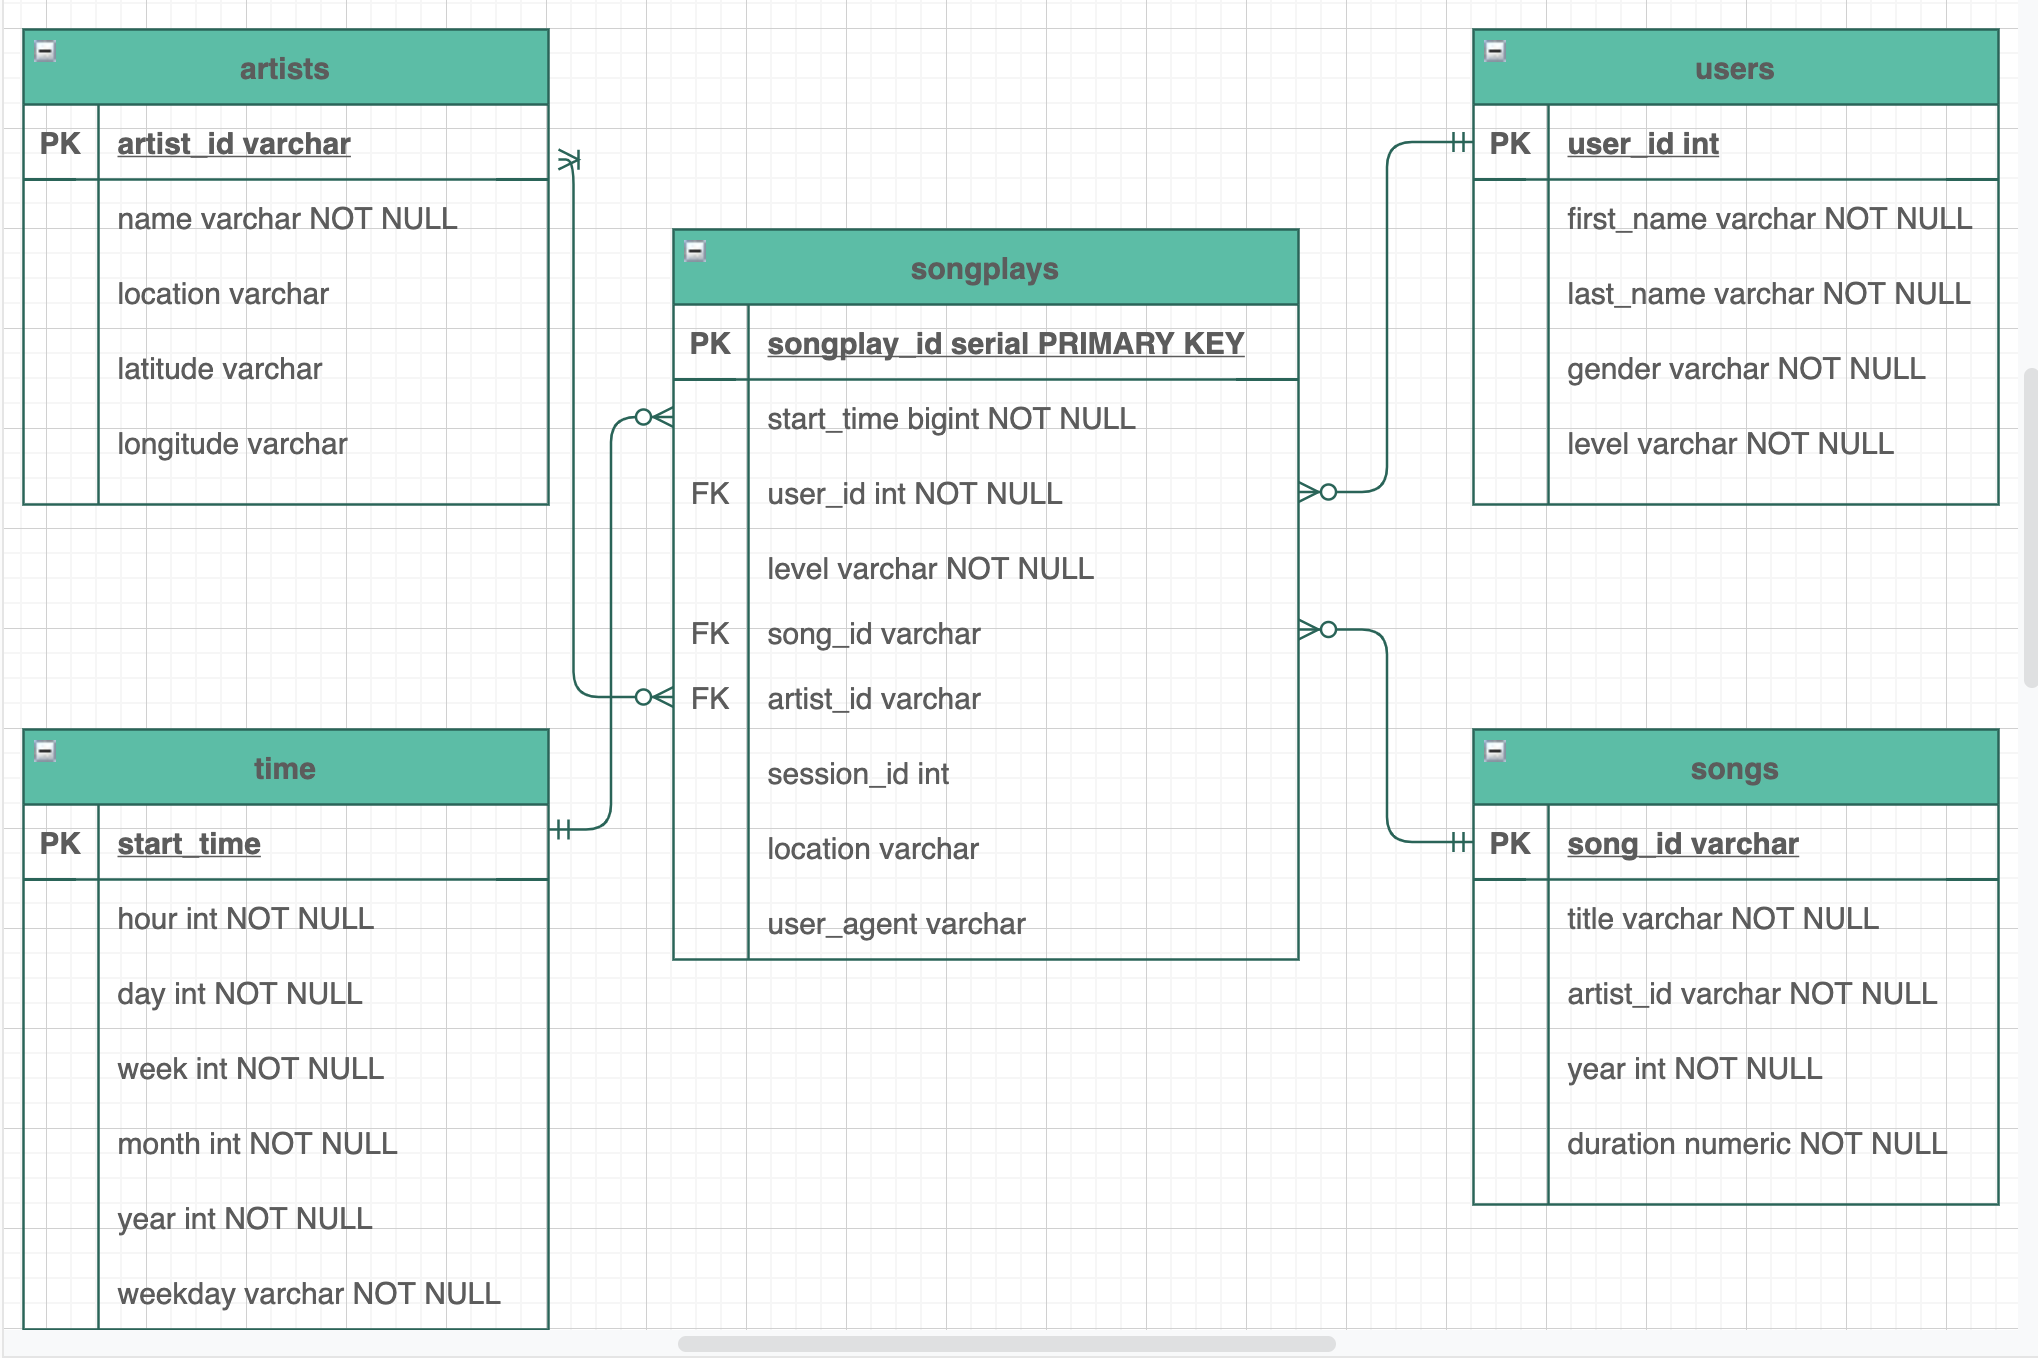 artists
PK artist_id varchar
name varchar NOT NULL
location varchar
latitude varchar
longitude varchar
users
PK user_id int
first_name varchar NOT NULL
last_name varchar NOT NULL
gender varchar NOT NULL
level varchar NOT NULL
songplays
PK songplay_id serial PRIMARY KEY
start_time bigint NOT NULL
FK user_id int NOT NULL
level varchar NOT NULL
FK song_id varchar
FK artist_id varchar
session_id int
location varchar
user_agent varchar
time
PK start_time
hour int NOT NULL
day int NOT NULL
week int NOT NULL
month int NOT NULL
year int NOT NULL
weekday varchar NOT NULL
songs
PK song_id varchar
title varchar NOT NULL
artist_id varchar NOT NULL
year int NOT NULL
duration numeric NOT NULL